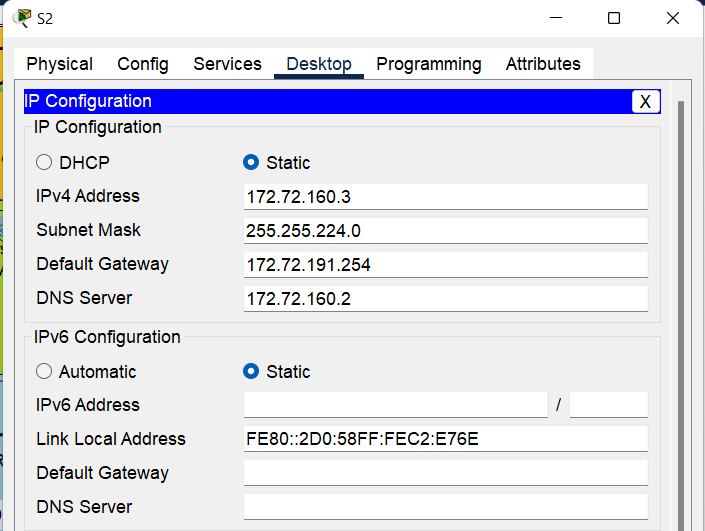 S2
Physical Config Services Desktop Programming Attributes
IP Configuration X
IP Configuration
DHCP Static
IPv4 Address 172.72.160.3
Subnet Mask 255.255.224.0
Default Gateway 172.72.191.254
DNS Server 172.72.160.2
IPv6 Configuration
Automatic Static
IPv6 Address /
Link Local Address FE80::2D0:58FF:FEC2:E76E
Default Gateway
DNS Server